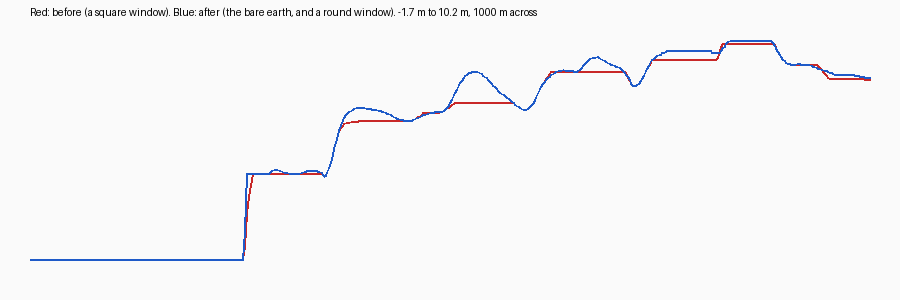 Red: before (a square window). Blue: after (the bare earth, and a round window). -1.7 m to 10.2 m, 1000 m across